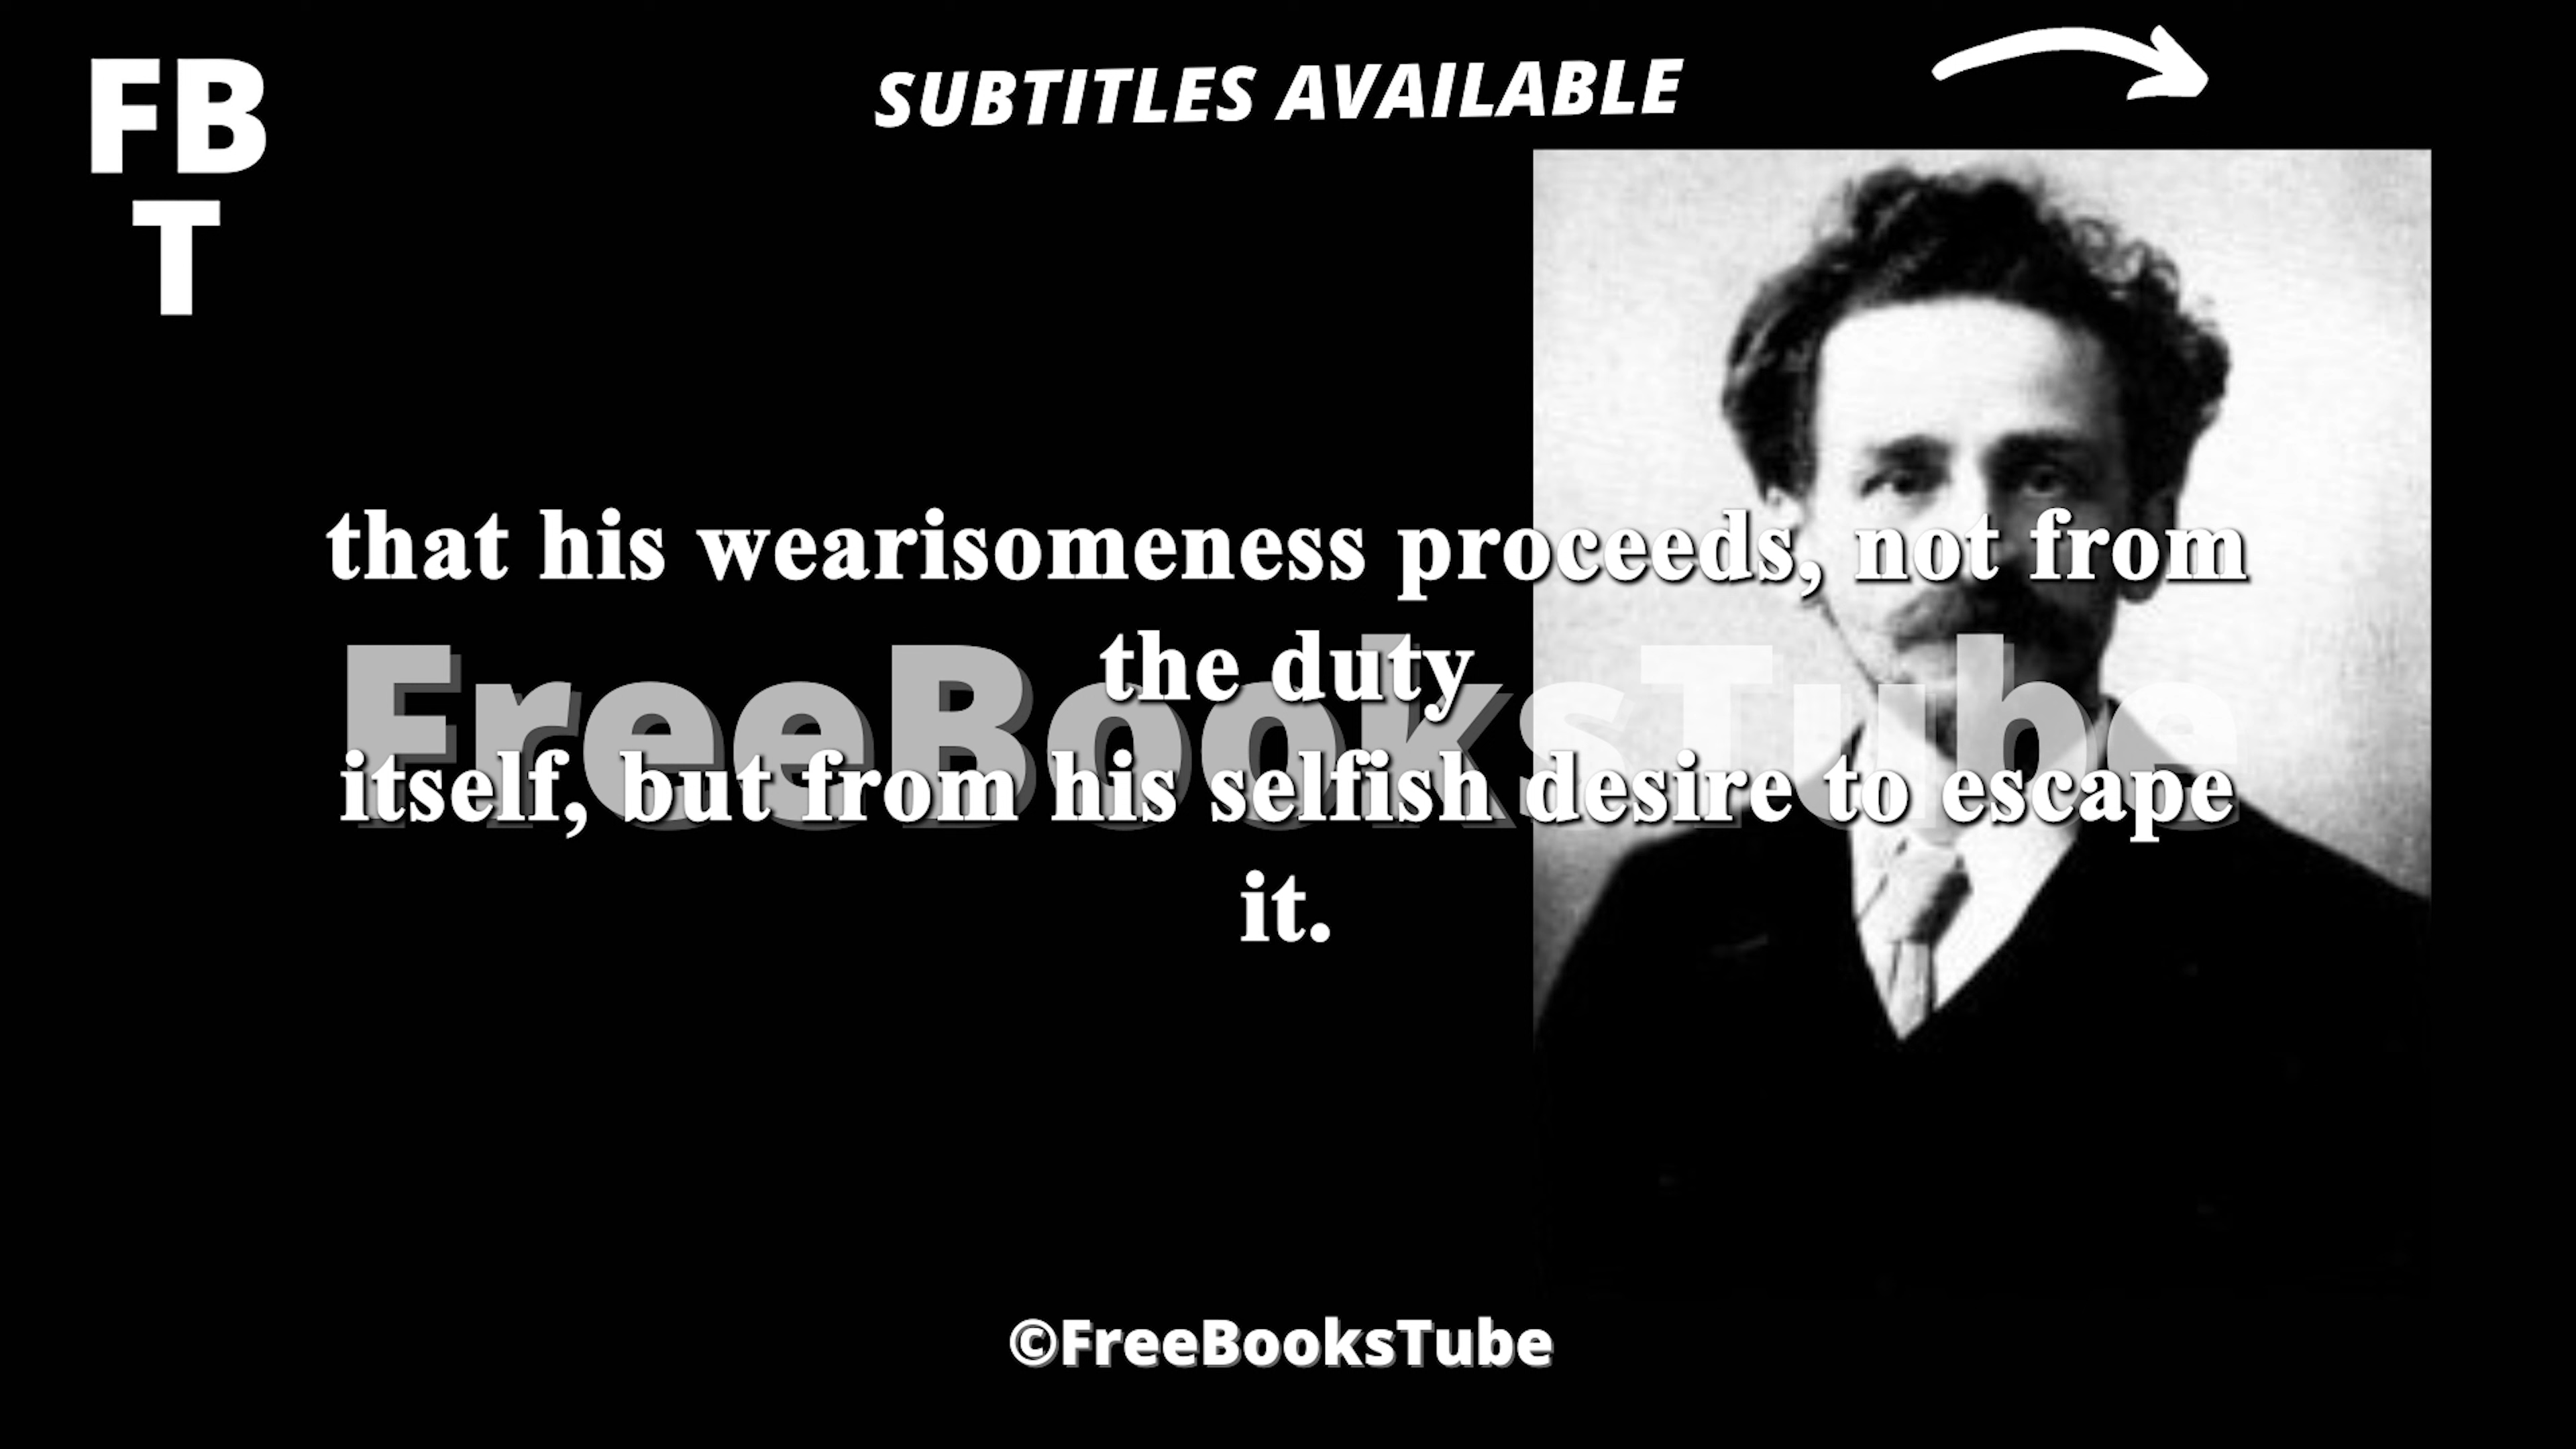 FB
T
SUBTITLES AVAILABLE
that his wearisomeness proceeds, not from
the duty
FreeBooksTube
itself, but from his selfish desire to escape
it.
©FreeBooksTube